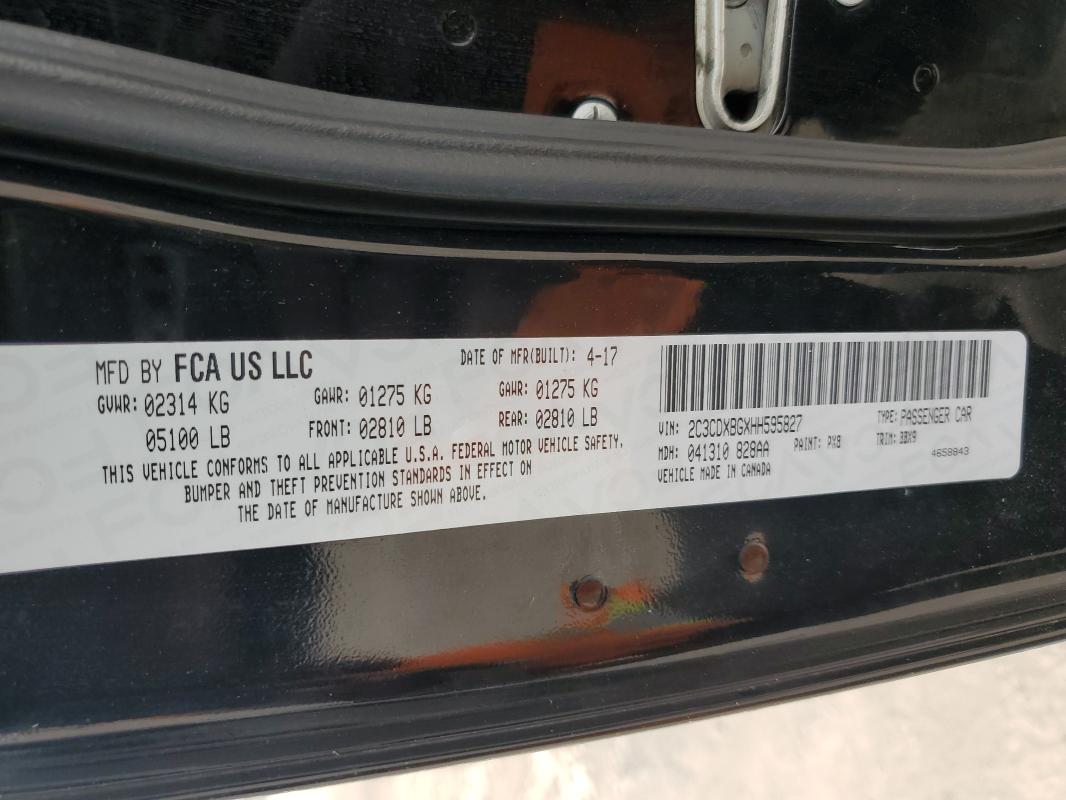 MFD BY FCA US LLC DATE OF MFR(BUILT): 4-17
GVWR: 02314 KG GAWR: 01275 KG GAWR: 01275 KG
05100 LB FRONT: 02810 LB REAR: 02810 LB
THIS VEHICLE CONFORMS TO ALL APPLICABLE U.S.A. FEDERAL MOTOR VEHICLE SAFETY,
BUMPER AND THEFT PREVENTION STANDARDS IN EFFECT ON
THE DATE OF MANUFACTURE SHOWN ABOVE.
VIN: 2C3CDXBGXHH595827 TYPE: PASSENGER CAR
MDH: 041310 828AA PAINT: PX8 TRIM: BBX9
VEHICLE MADE IN CANADA 4658843